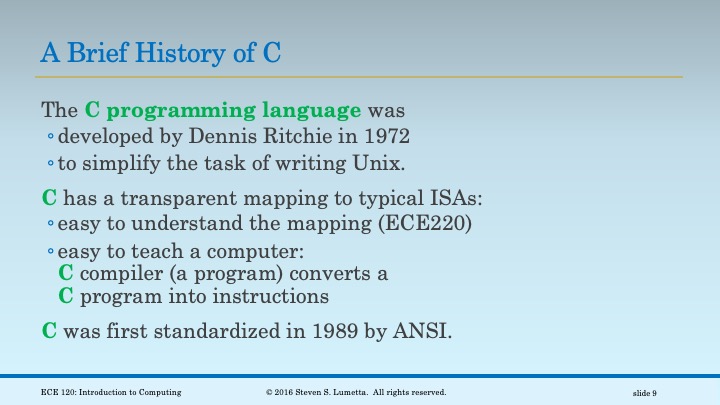 A Brief History of C
The C programming language was
◦developed by Dennis Ritchie in 1972
◦to simplify the task of writing Unix.
C has a transparent mapping to typical ISAs:
◦easy to understand the mapping (ECE220)
◦easy to teach a computer:
C compiler (a program) converts a
C program into instructions
C was first standardized in 1989 by ANSI.
ECE 120: Introduction to Computing © 2016 Steven S. Lumetta. All rights reserved. slide 9